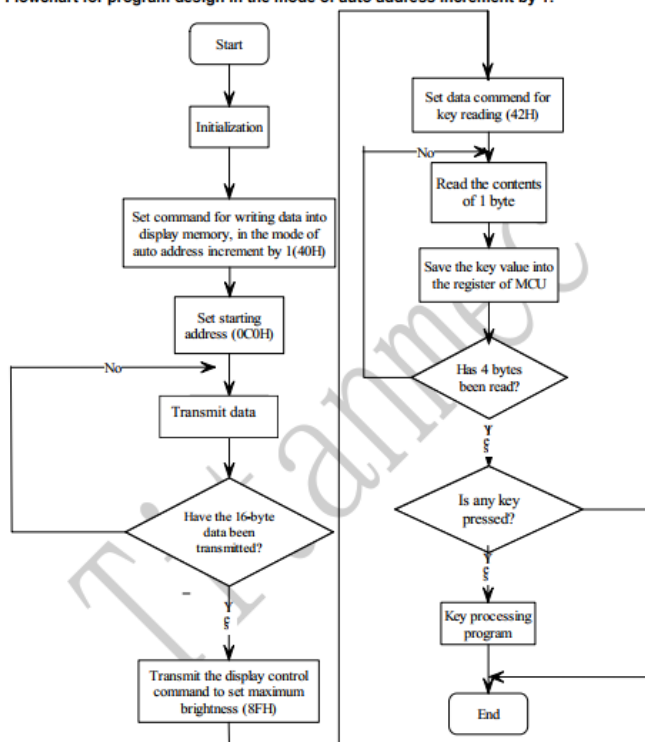 Flowchart for program design in the mode of auto address increment by 1:
Start
Initialization
Set command for writing data into
display memory, in the mode of
auto address increment by 1(40H)
Set starting
address (0C0H)
No
Transmit data
Have the 16-byte
data been
transmitted?
Y
Transmit the display control
command to set maximum
brightness (8FH)
Set data commend for
key reading (42H)
No
Read the contents
of 1 byte
Save the key value into
the register of MCU
Has 4 bytes
been read?
Y
Is any key
pressed?
Y
Key processing
program
End
Titanmec